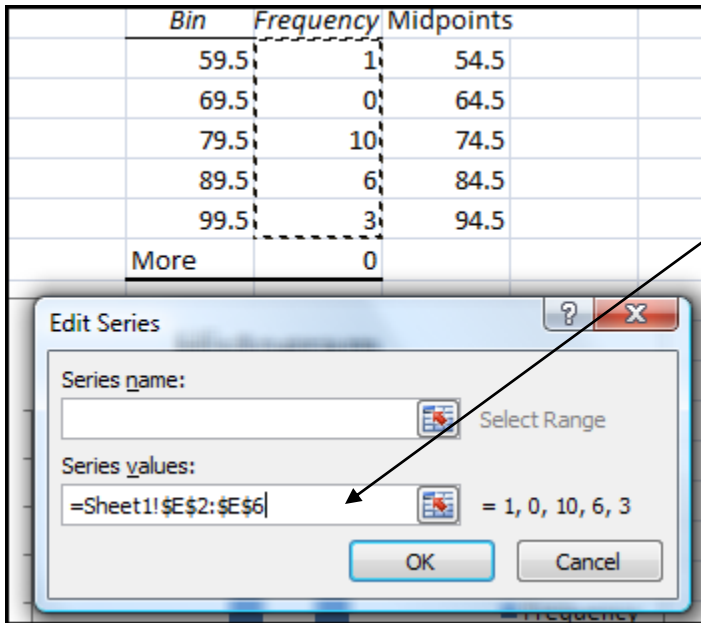 Bin Frequency Midpoints
59.5 1 54.5
69.5 0 64.5
79.5 10 74.5
89.5 6 84.5
99.5 3 94.5
More 0
Edit Series
?
Series name:
Select Range
Series values:
=Sheet1!$E$2:$E$6 = 1, 0, 10, 6, 3
OK Cancel
Frequency